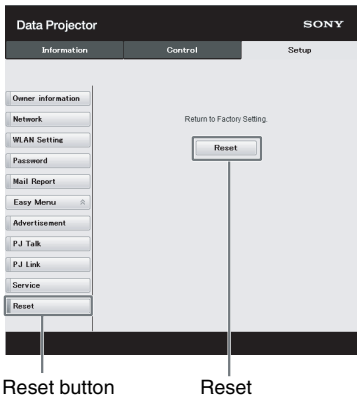 Data Projector
SONY
Information
Control
Setup
Owner information
Network
WLAN Setting
Password
Mail Report
Easy Menu
Advertisement
PJ Talk
PJ Link
Service
Reset
Return to Factory Setting.
Reset
Reset button
Reset